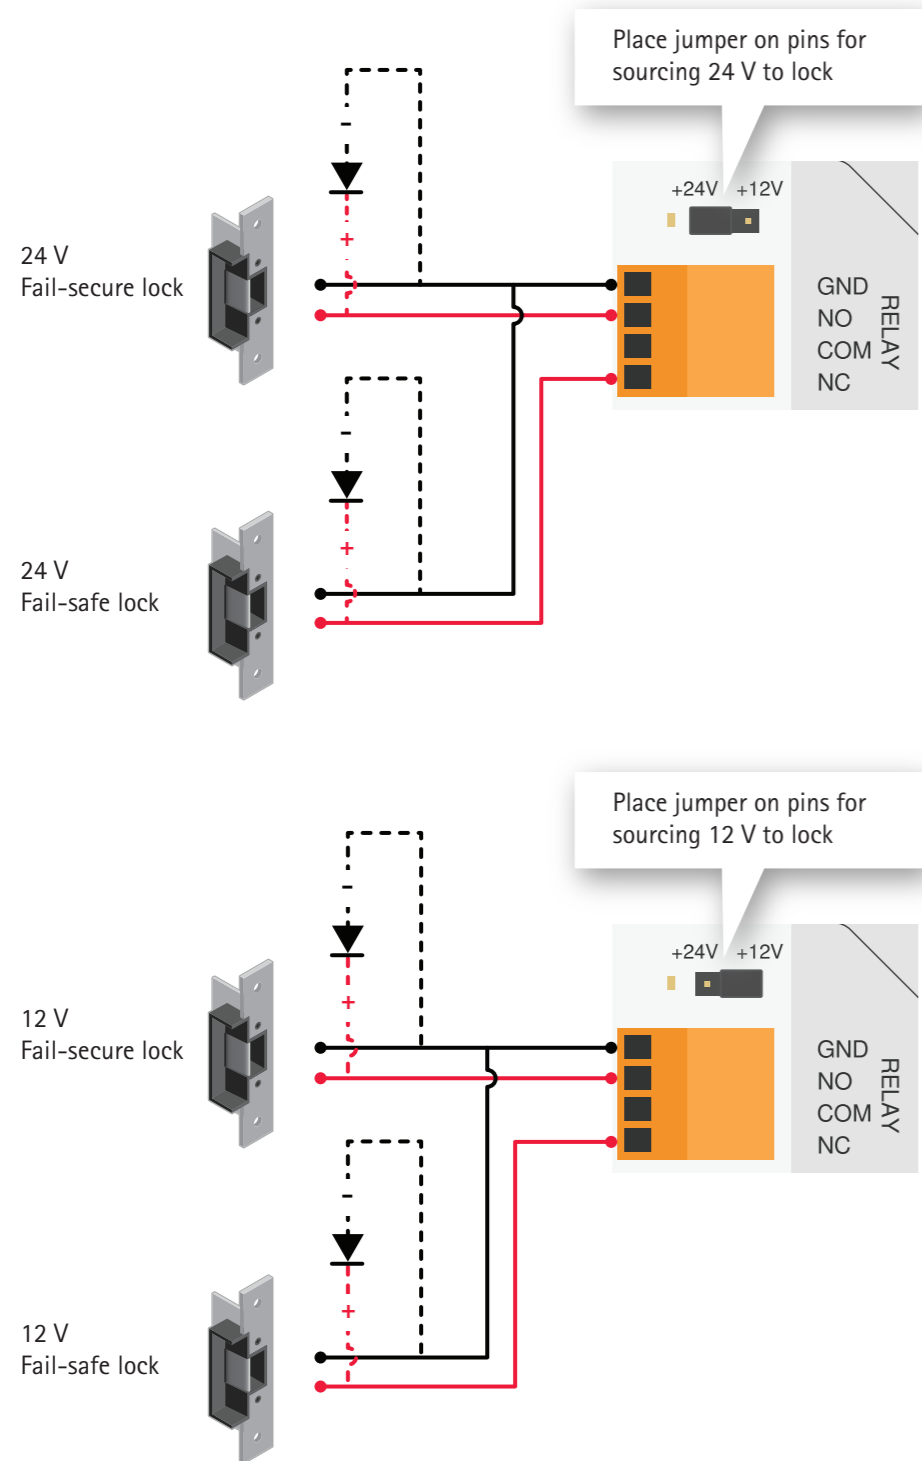 Place jumper on pins for
sourcing 24 V to lock
-
+24V +12V
+
24 V
Fail-secure lock
GND
NO
COM
NC
RELAY
-
+
24 V
Fail-safe lock
Place jumper on pins for
sourcing 12 V to lock
-
+24V +12V
+
12 V
Fail-secure lock
GND
NO
COM
NC
RELAY
-
+
12 V
Fail-safe lock